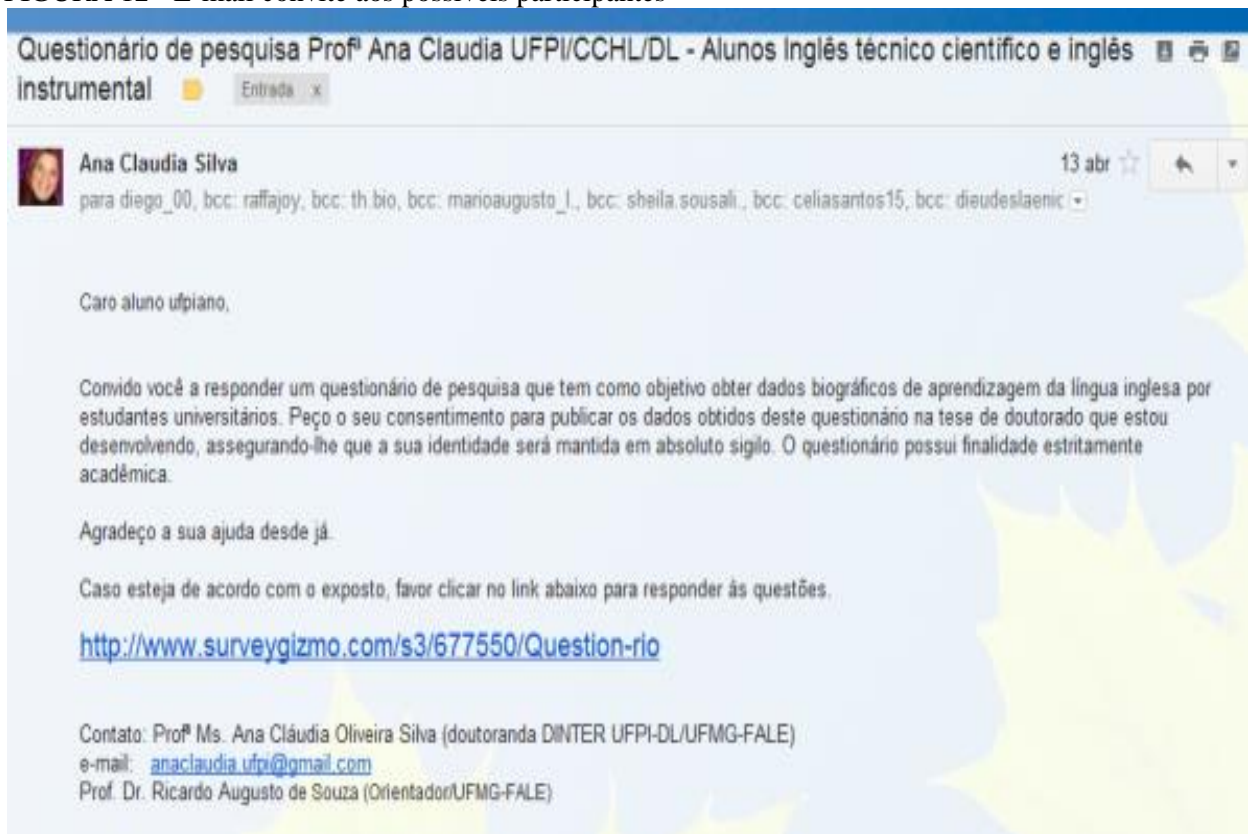 Questionário de pesquisa Profª Ana Claudia UFPI/CCHL/DL - Alunos Inglês técnico cientifico e inglês
instrumental Entrada x
Ana Claudia Silva 13 abr
para diego_00, bcc: raffajoy, bcc: th.bio, bcc: marioaugusto_l., bcc: sheila.sousali., bcc: celiasantos15, bcc: dieudeslaenic
Caro aluno ufpiano,
Convido você a responder um questionário de pesquisa que tem como objetivo obter dados biográficos de aprendizagem da língua inglesa por
estudantes universitários. Peço o seu consentimento para publicar os dados obtidos deste questionário na tese de doutorado que estou
desenvolvendo, assegurando-lhe que a sua identidade será mantida em absoluto sigilo. O questionário possui finalidade estritamente
acadêmica.
Agradeço a sua ajuda desde já.
Caso esteja de acordo com o exposto, favor clicar no link abaixo para responder ás questões.
http://www.surveygizmo.com/s3/677550/Question-rio
Contato: Profª Ms. Ana Cláudia Oliveira Silva (doutoranda DINTER UFPI-DL/UFMG-FALE)
e-mail: anaclaudia.ufpi@gmail.com
Prof. Dr. Ricardo Augusto de Souza (Orientador/UFMG-FALE)